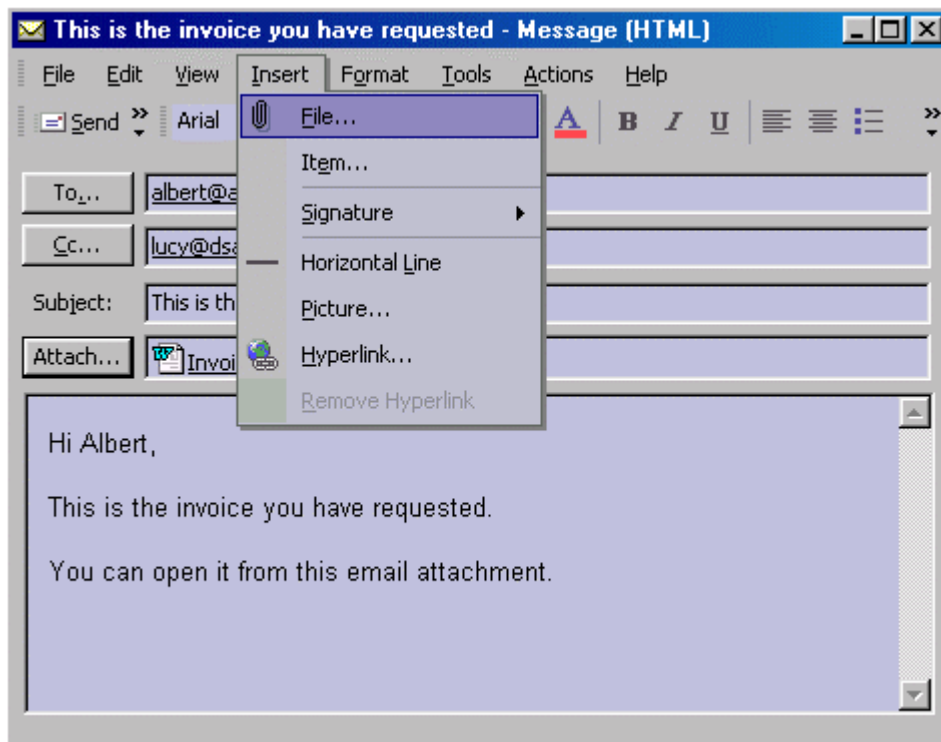 This is the invoice you have requested - Message (HTML)
File Edit View Insert Format Tools Actions Help
Send Arial A B I U
File...
Item...
To...
albert@a
Signature
Cc...
lucy@dsa
Horizontal Line
Subject: This is th
Picture...
Attach... Invoi
Hyperlink...
Remove Hyperlink
Hi Albert,
This is the invoice you have requested.
You can open it from this email attachment.